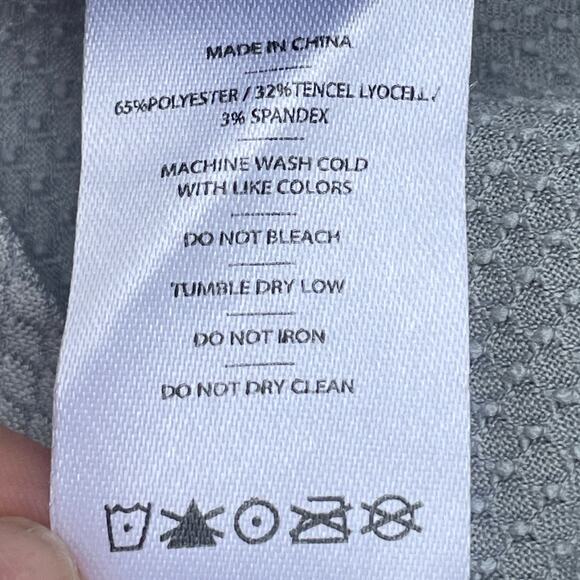 MADE IN CHINA
65%POLYESTER / 32%TENCEL LYOCELL /
3% SPANDEX
MACHINE WASH COLD
WITH LIKE COLORS
DO NOT BLEACH
TUMBLE DRY LOW
DO NOT IRON
DO NOT DRY CLEAN